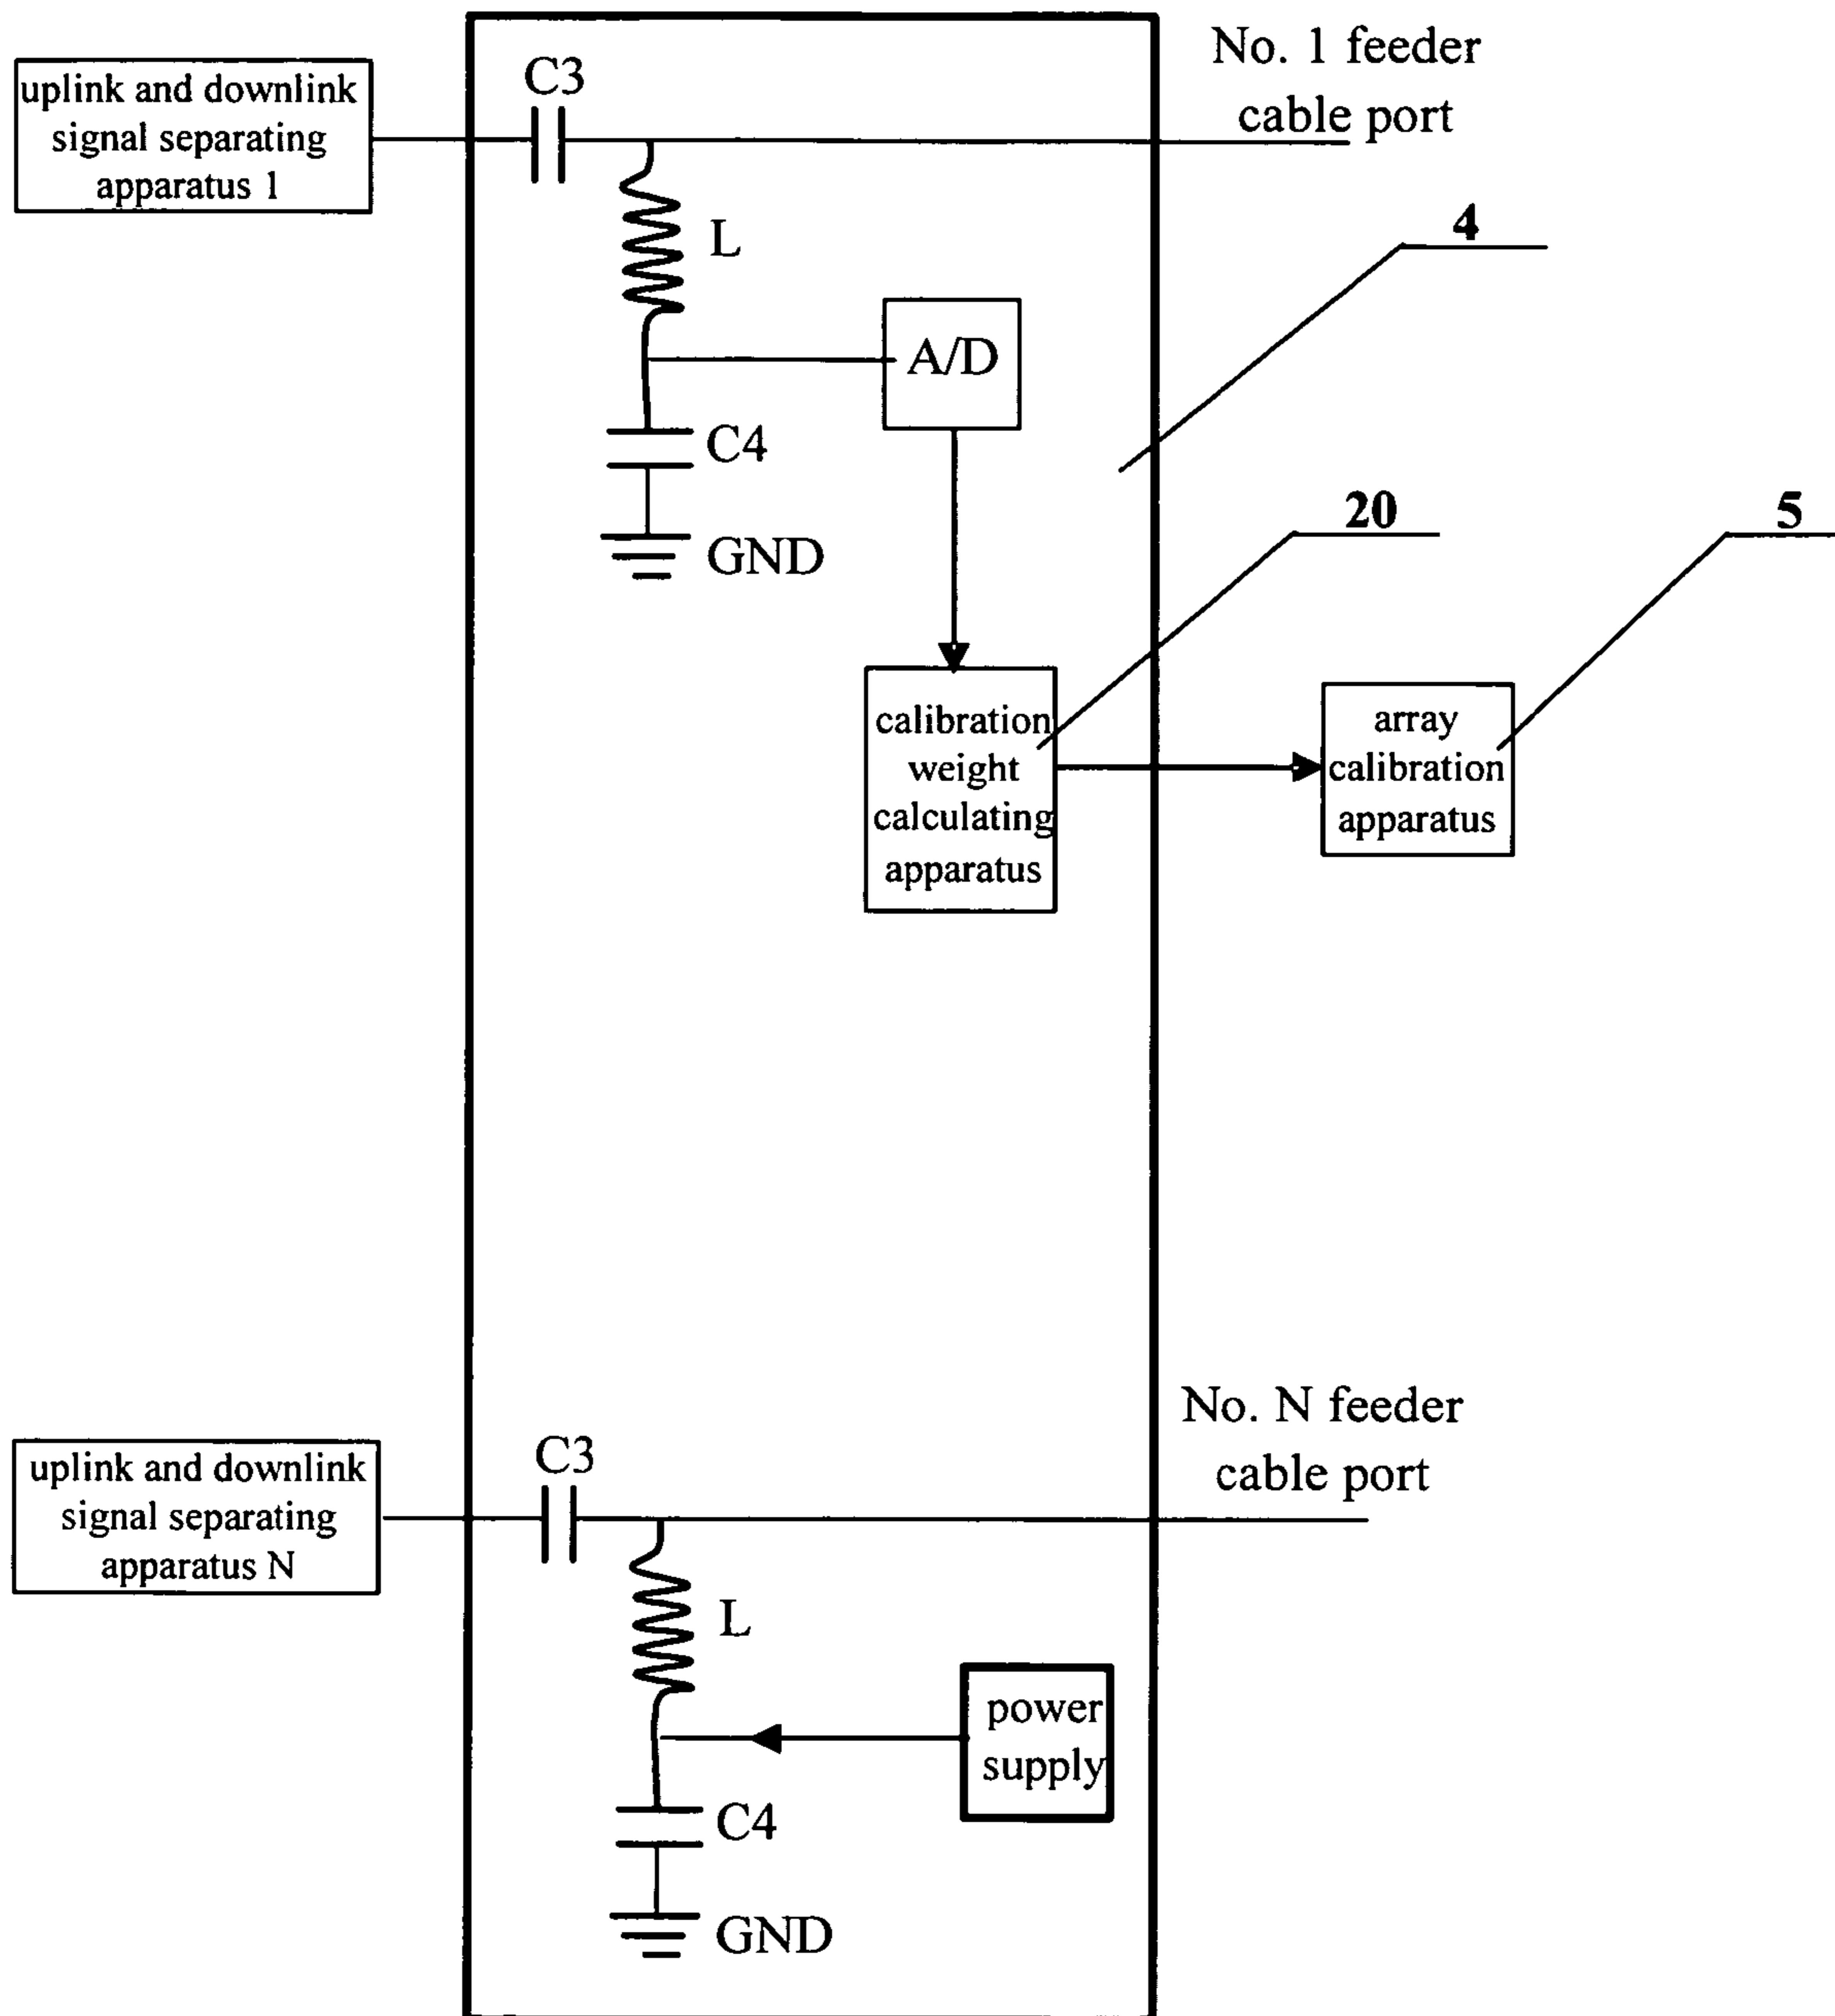 No. 1 feeder
cable port
uplink and downlink
signal separating
apparatus 1
C3
L
4
A/D
C4
GND
20
5
calibration
weight
calculating
apparatus
array
calibration
apparatus
No. N feeder
cable port
uplink and downlink
signal separating
apparatus N
C3
L
power
supply
C4
GND